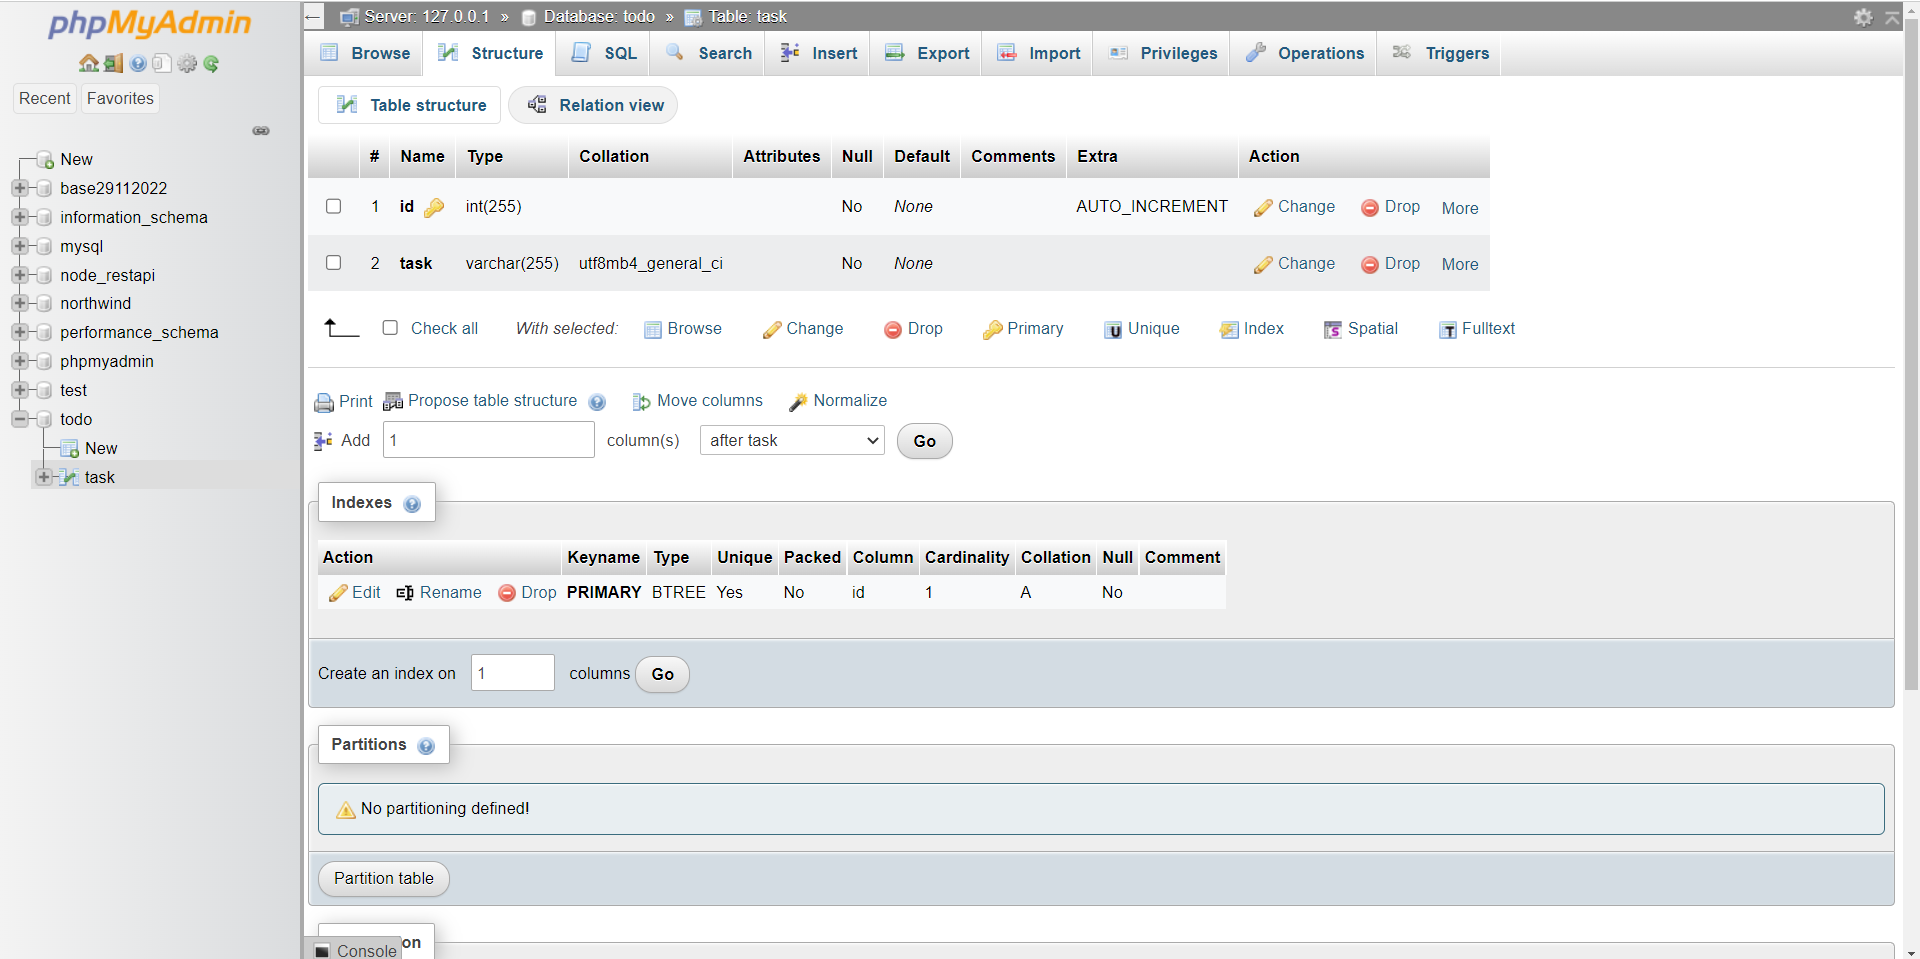 phpMyAdmin
Recent Favorites
New
base29112022
information_schema
mysql
node_restapi
northwind
performance_schema
phpmyadmin
test
todo
New
task
Server: 127.0.0.1 » Database: todo » Table: task
Browse Structure SQL Search Insert Export Import Privileges Operations Triggers
Table structure Relation view
# Name Type Collation Attributes Null Default Comments Extra Action
1 id int(255) No None AUTO_INCREMENT Change Drop More
2 task varchar(255) utf8mb4_general_ci No None Change Drop More
Check all With selected: Browse Change Drop Primary Unique Index Spatial Fulltext
Print Propose table structure Move columns Normalize
Add 1 column(s) after task Go
Indexes
Action Keyname Type Unique Packed Column Cardinality Collation Null Comment
Edit Rename Drop PRIMARY BTREE Yes No id 1 A No
Create an index on 1 columns Go
Partitions
No partitioning defined!
Partition table
Console on